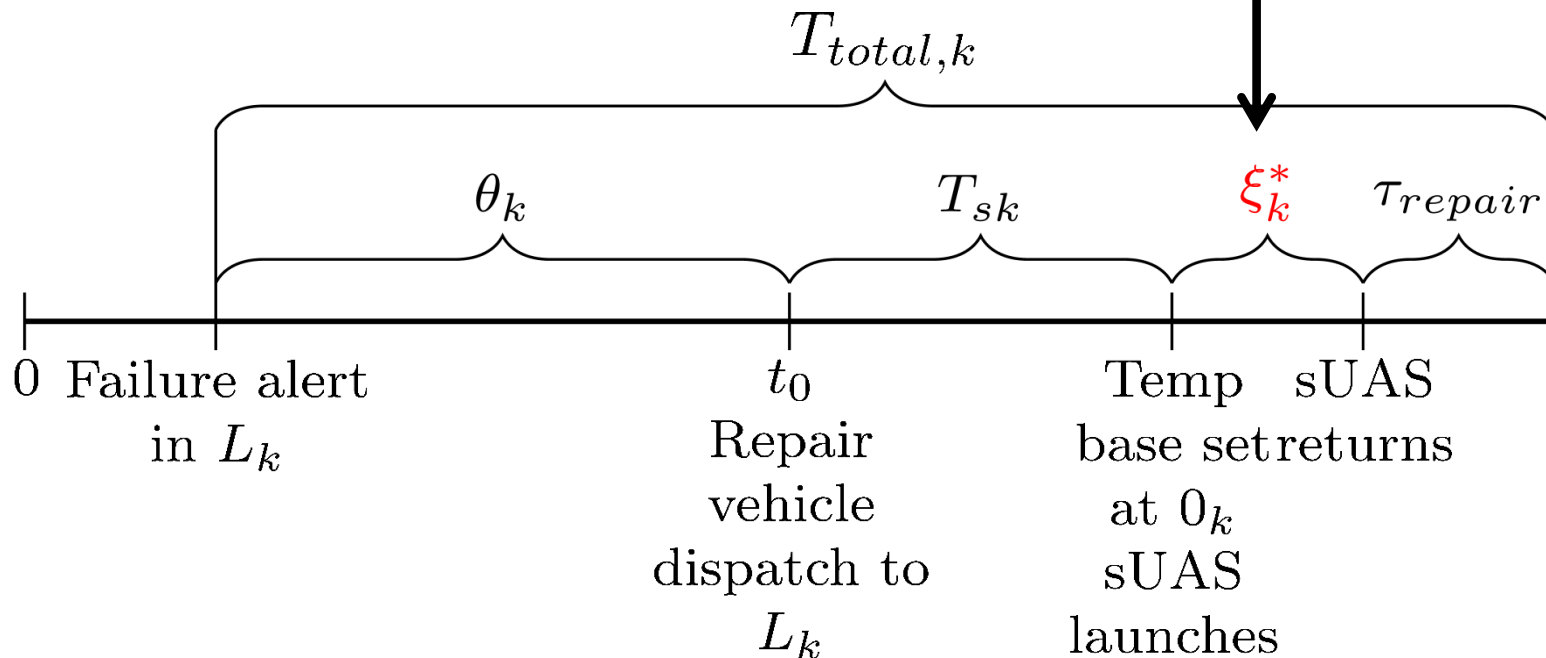 T_{total,k}
θ_k T_{sk} ξ_k^* τ_{repair}
0 Failure alert t_0 Temp sUAS
in L_k Repair base set returns
vehicle at 0_k
dispatch to sUAS
L_k launches